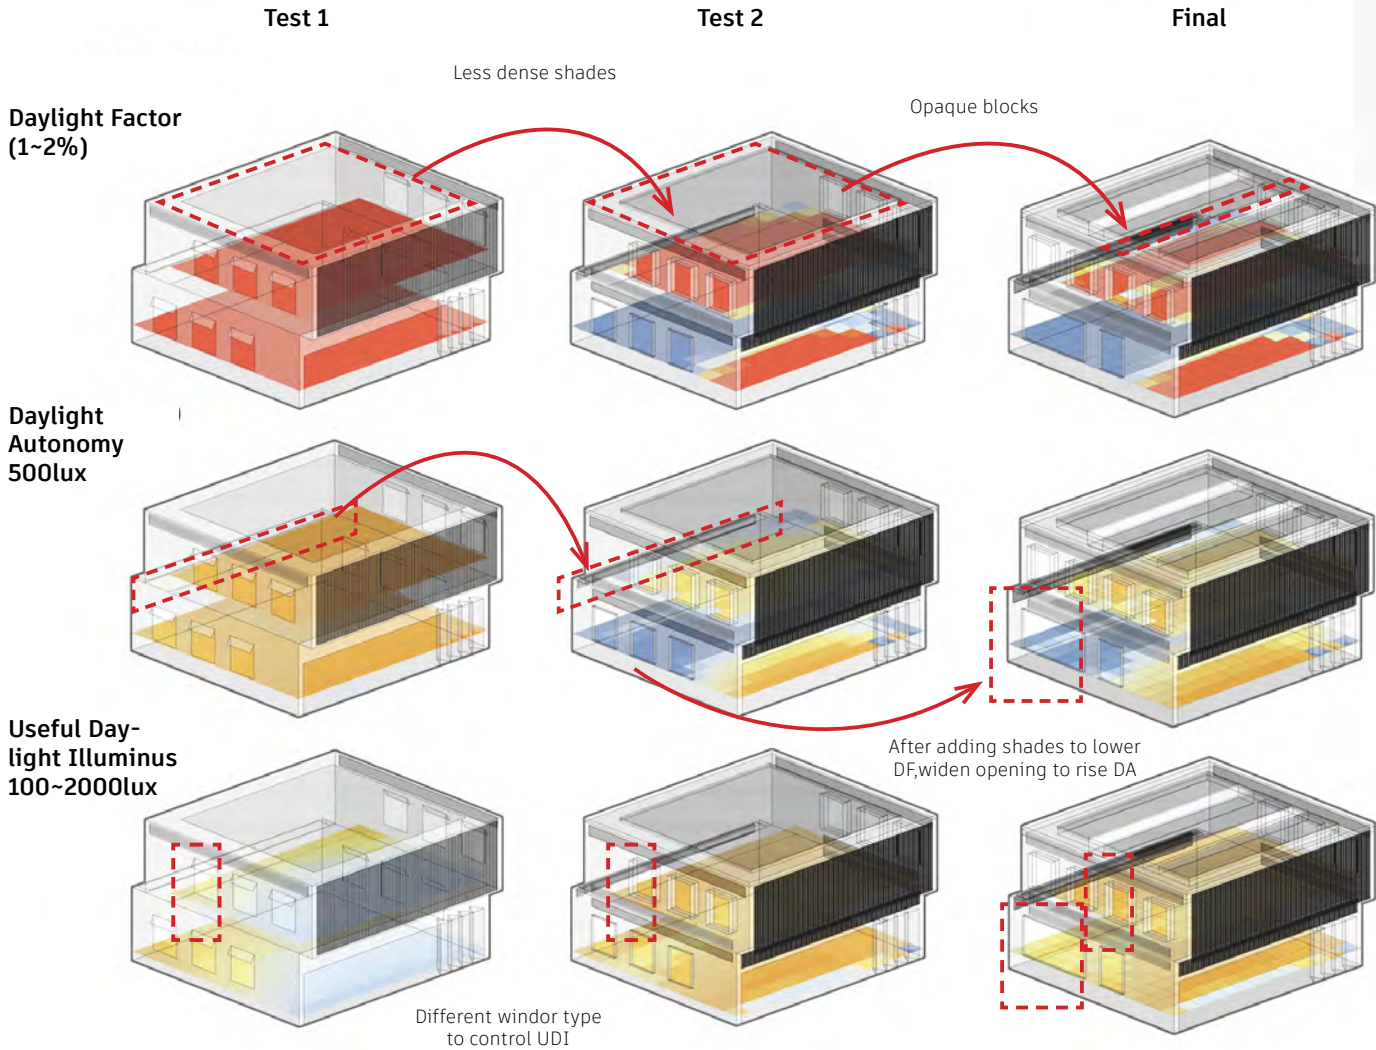 Test 1
Test 2
Final
Less dense shades
Opaque blocks
Daylight Factor
(1~2%)
Daylight
Autonomy
500lux
After adding shades to lower
DF,widen opening to rise DA
Useful Day-
light Illuminus
100~2000lux
Different windor type
to control UDI